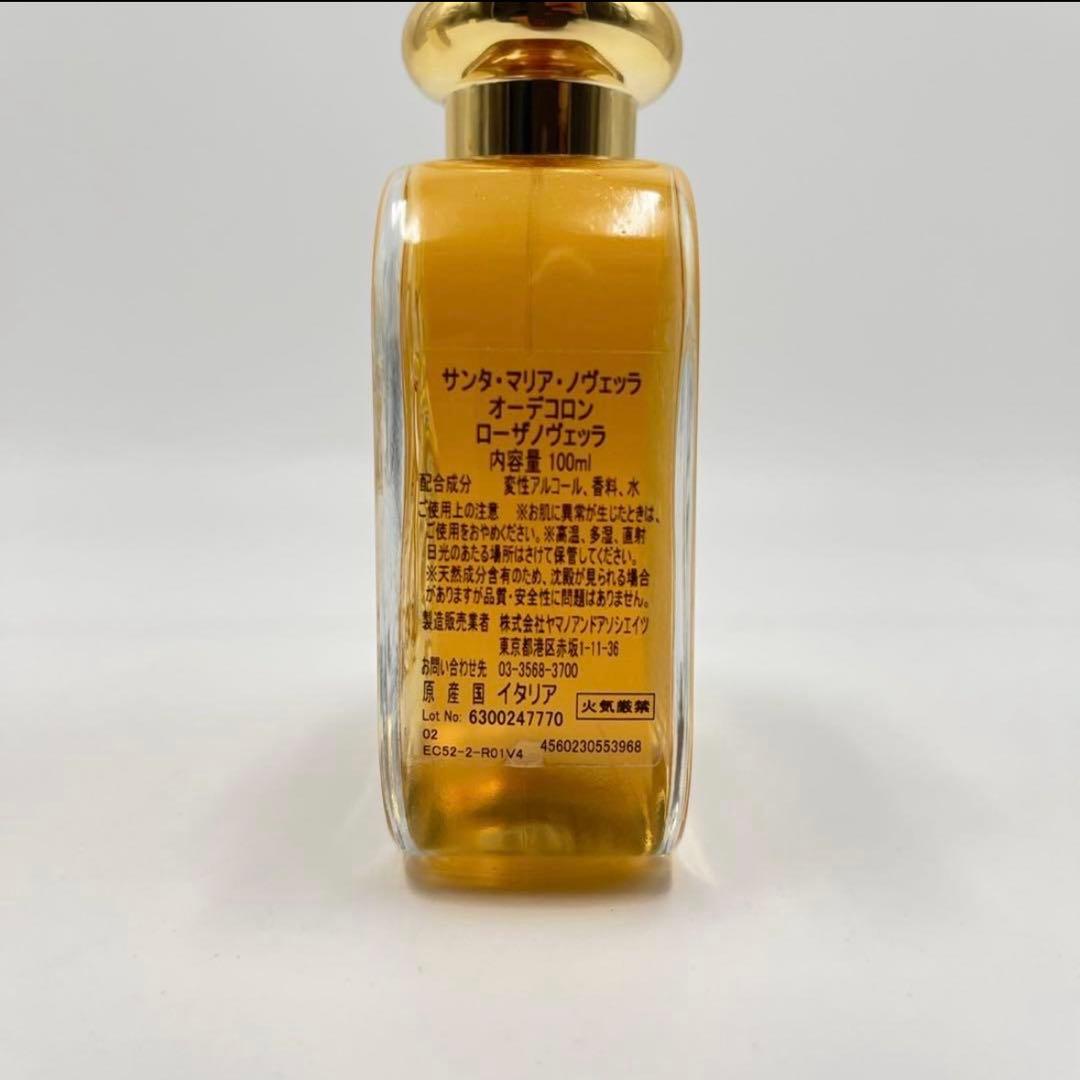 サンタ・マリア・ノヴェッラ
オーデコロン
ローザノヴェッラ
内容量 100ml
配合成分 変性アルコール、香料、水
ご使用上の注意 ※お肌に異常が生じたときは、
ご使用をおやめください。※高温、多湿、直射
日光のあたる場所はさけて保管してください。
※天然成分含有のため、沈殿が見られる場合
がありますが品質・安全性に問題はありません。
製造販売業者 株式会社ヤマノアンドアソシエイツ
東京都港区赤坂1-11-36
お問い合わせ先 03-3568-3700
原産国 イタリア 火気厳禁
Lot No: 6300247770
02
EC52-2-R01V4 4560230553968